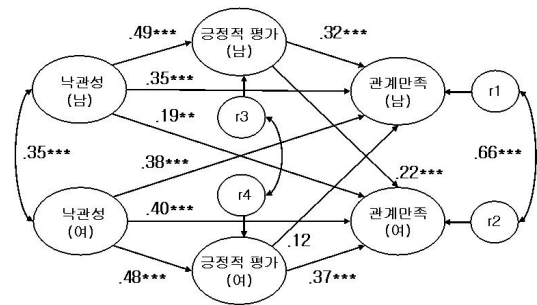 .49***
긍정적 평가
(남)
.32***
낙관성
(남)
.35***
관계만족
(남)
r1
.19**
r3
.35***
.38***
.22***
.66***
r4
낙관성
(여)
.40***
관계만족
(여)
r2
.12
.48***
긍정적 평가
(여)
.37***